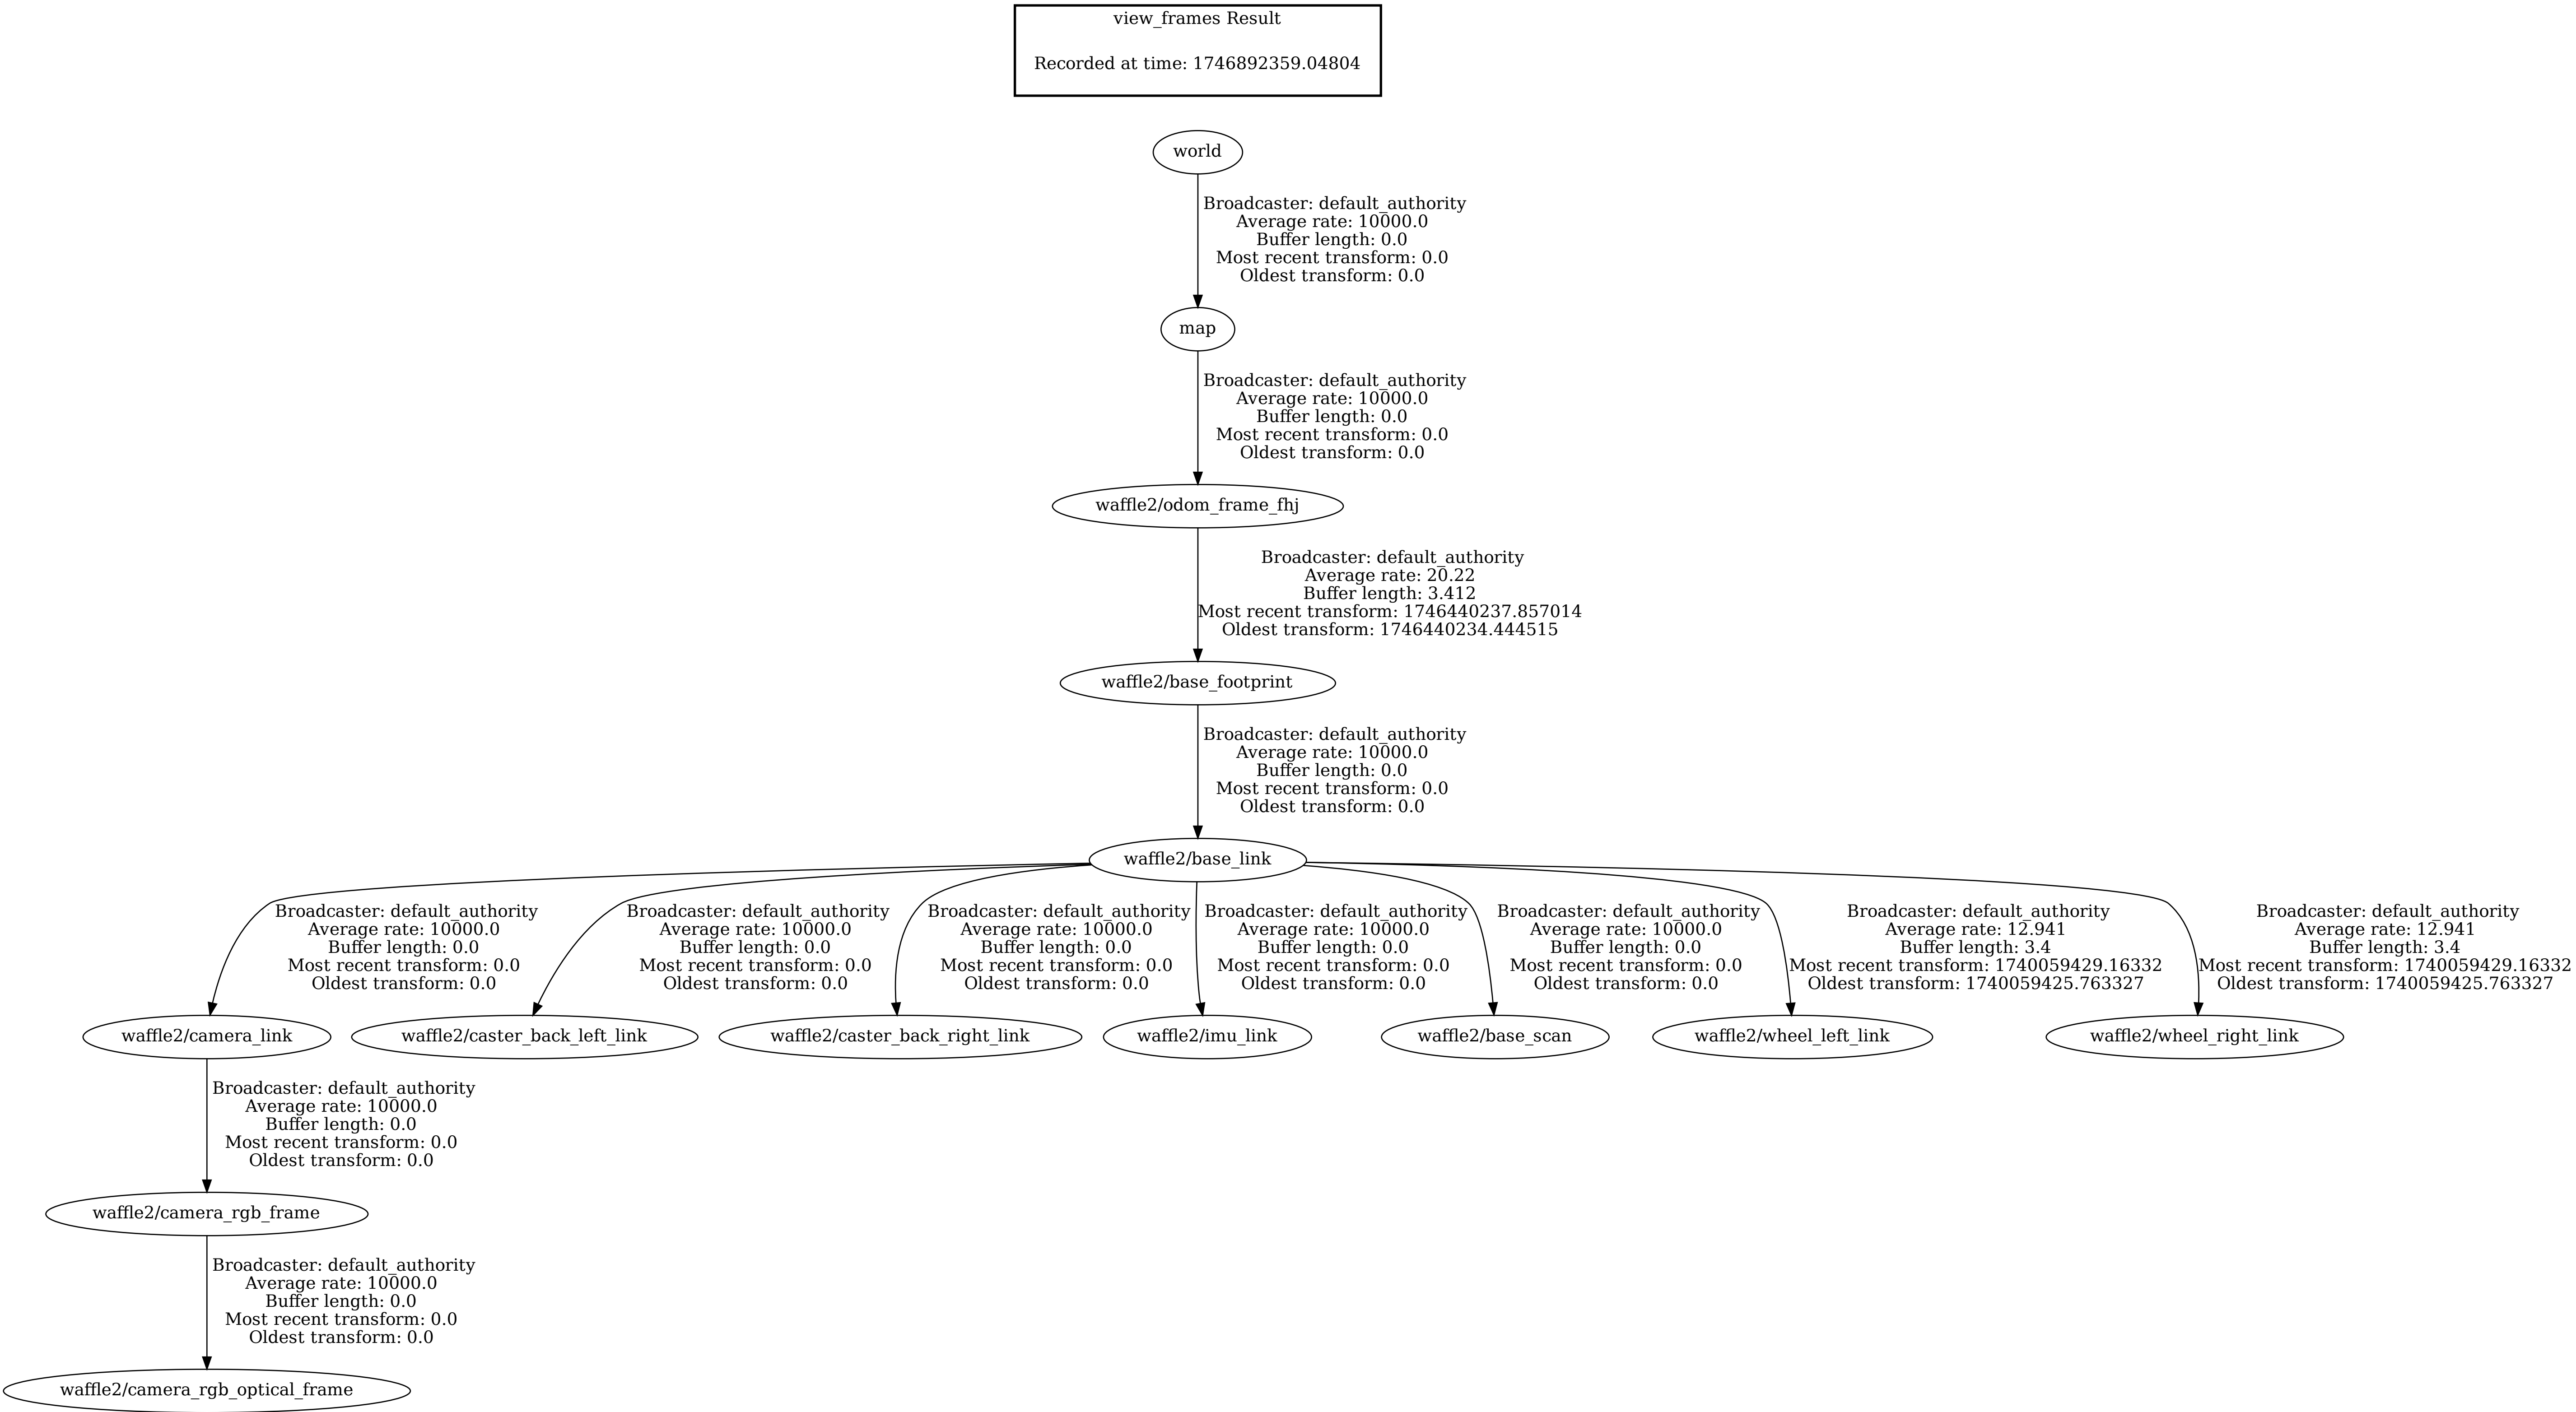 view_frames Result
Recorded at time: 1746892359.04804
world
Broadcaster: default_authority
Average rate: 10000.0
Buffer length: 0.0
Most recent transform: 0.0
Oldest transform: 0.0
map
Broadcaster: default_authority
Average rate: 10000.0
Buffer length: 0.0
Most recent transform: 0.0
Oldest transform: 0.0
waffle2/odom_frame_fhj
Broadcaster: default_authority
Average rate: 20.22
Buffer length: 3.412
Most recent transform: 1746440237.857014
Oldest transform: 1746440234.444515
waffle2/base_footprint
Broadcaster: default_authority
Average rate: 10000.0
Buffer length: 0.0
Most recent transform: 0.0
Oldest transform: 0.0
waffle2/base_link
Broadcaster: default_authority
Average rate: 10000.0
Buffer length: 0.0
Most recent transform: 0.0
Oldest transform: 0.0
Broadcaster: default_authority
Average rate: 10000.0
Buffer length: 0.0
Most recent transform: 0.0
Oldest transform: 0.0
Broadcaster: default_authority
Average rate: 10000.0
Buffer length: 0.0
Most recent transform: 0.0
Oldest transform: 0.0
Broadcaster: default_authority
Average rate: 10000.0
Buffer length: 0.0
Most recent transform: 0.0
Oldest transform: 0.0
Broadcaster: default_authority
Average rate: 10000.0
Buffer length: 0.0
Most recent transform: 0.0
Oldest transform: 0.0
Broadcaster: default_authority
Average rate: 12.941
Buffer length: 3.4
Most recent transform: 1740059429.16332
Oldest transform: 1740059425.763327
Broadcaster: default_authority
Average rate: 12.941
Buffer length: 3.4
Most recent transform: 1740059429.16332
Oldest transform: 1740059425.763327
waffle2/camera_link
waffle2/caster_back_left_link
waffle2/caster_back_right_link
waffle2/imu_link
waffle2/base_scan
waffle2/wheel_left_link
waffle2/wheel_right_link
Broadcaster: default_authority
Average rate: 10000.0
Buffer length: 0.0
Most recent transform: 0.0
Oldest transform: 0.0
waffle2/camera_rgb_frame
Broadcaster: default_authority
Average rate: 10000.0
Buffer length: 0.0
Most recent transform: 0.0
Oldest transform: 0.0
waffle2/camera_rgb_optical_frame